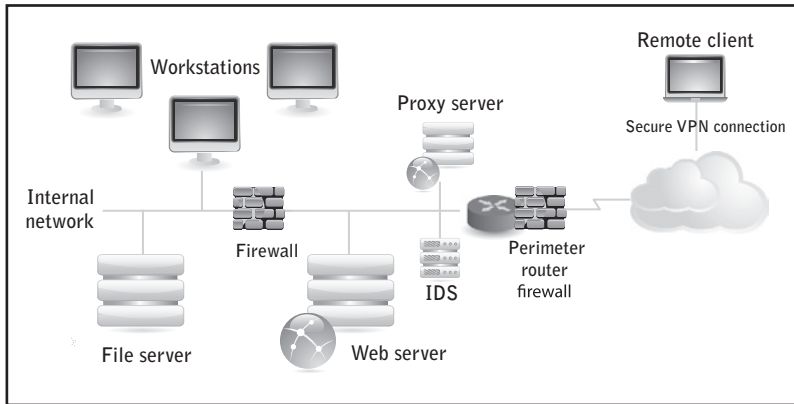 Remote client
Workstations
Proxy server
Secure VPN connection
Internal
network
Firewall
Perimeter
router
firewall
IDS
File server
Web server